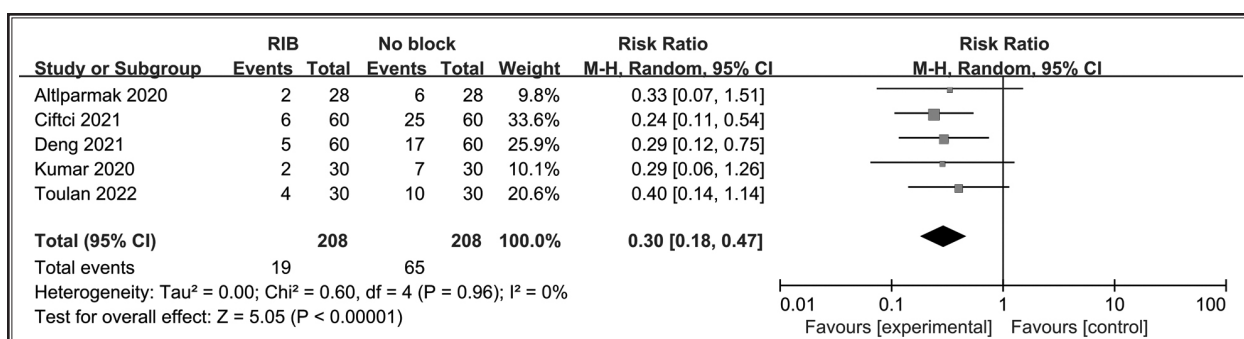 RIB No block Risk Ratio Risk Ratio
Study or Subgroup Events Total Events Total Weight M-H, Random, 95% CI M-H, Random, 95% CI
Altlparmak 2020 2 28 6 28 9.8% 0.33 [0.07, 1.51]
Ciftci 2021 6 60 25 60 33.6% 0.24 [0.11, 0.54]
Deng 2021 5 60 17 60 25.9% 0.29 [0.12, 0.75]
Kumar 2020 2 30 7 30 10.1% 0.29 [0.06, 1.26]
Toulan 2022 4 30 10 30 20.6% 0.40 [0.14, 1.14]
Total (95% CI) 208 208 100.0% 0.30 [0.18, 0.47]
Total events 19 65
Heterogeneity: Tau² = 0.00; Chi² = 0.60, df = 4 (P = 0.96); I² = 0%
Test for overall effect: Z = 5.05 (P < 0.00001)
0.01 0.1 1 10 100
Favours [experimental] Favours [control]